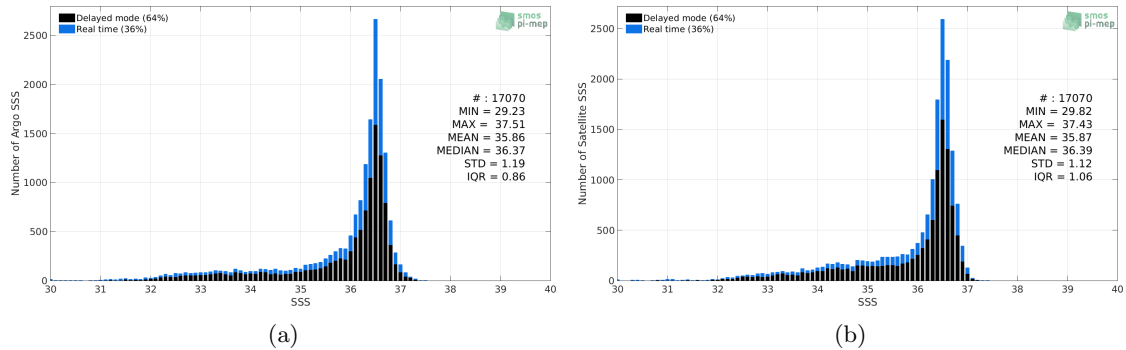 Delayed mode (64%)
Real time (36%)
smos
pi-mep
2500
2000
1500
1000
500
0
Number of Argo SSS
# : 17070
MIN = 29.23
MAX = 37.51
MEAN = 35.86
MEDIAN = 36.37
STD = 1.19
IQR = 0.86
30 31 32 33 34 35 36 37 38 39 40
SSS
(a)
Delayed mode (64%)
Real time (36%)
smos
pi-mep
2500
2000
1500
1000
500
0
Number of Satellite SSS
# : 17070
MIN = 29.82
MAX = 37.43
MEAN = 35.87
MEDIAN = 36.39
STD = 1.12
IQR = 1.06
30 31 32 33 34 35 36 37 38 39 40
SSS
(b)